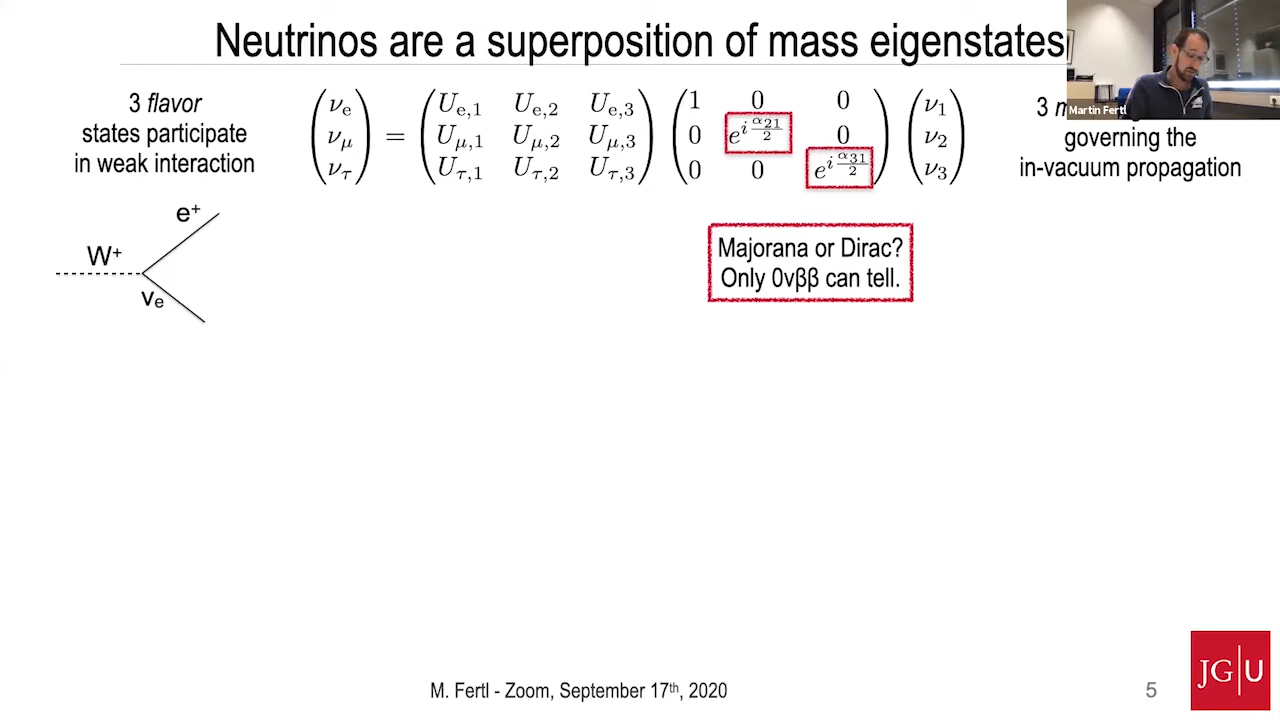 Neutrinos are a superposition of mass eigenstates
3 flavor
states participate
in weak interaction
νe νμ ντ = Ue,1 Ue,2 Ue,3 Uμ,1 Uμ,2 Uμ,3 Uτ,1 Uτ,2 Uτ,3 1 0 0 0 e^{i α21/2} 0 0 0 e^{i α31/2} ν1 ν2 ν3
3
governing the
in-vacuum propagation
Martin Fertl
e+
W+
νe
Majorana or Dirac?
Only 0νββ can tell.
M. Fertl - Zoom, September 17th, 2020
5
JG|U